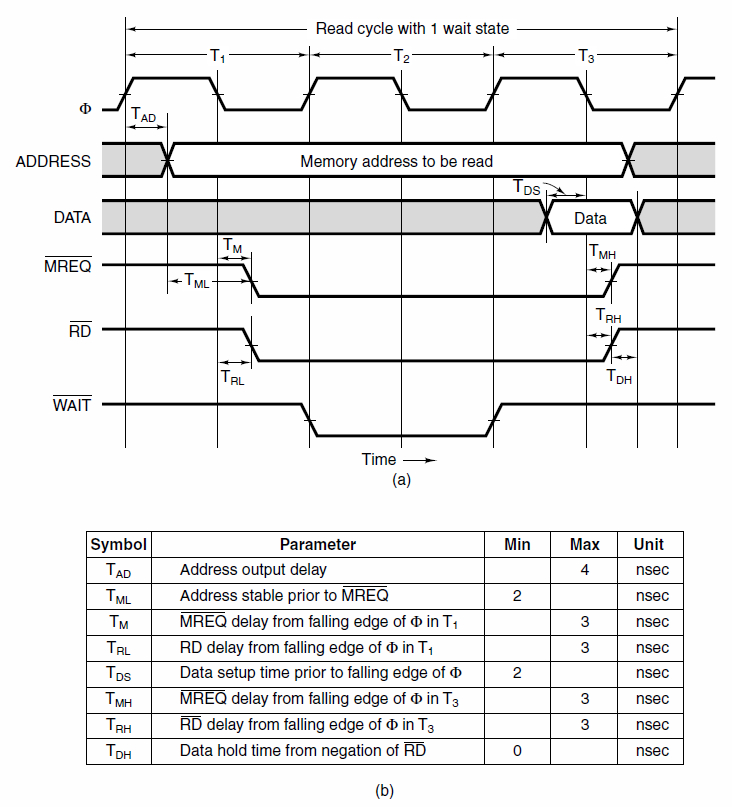 Read cycle with 1 wait state
T1 T2 T3
Φ
TAD
ADDRESS Memory address to be read
TDS
DATA Data
TM TMH
MREQ
TML
TRH
RD
TRL TDH
WAIT
Time
(a)
Symbol Parameter Min Max Unit
TAD Address output delay 4 nsec
TML Address stable prior to MREQ 2 nsec
TM MREQ delay from falling edge of Φ in T1 3 nsec
TRL RD delay from falling edge of Φ in T1 3 nsec
TDS Data setup time prior to falling edge of Φ 2 nsec
TMH MREQ delay from falling edge of Φ in T3 3 nsec
TRH RD delay from falling edge of Φ in T3 3 nsec
TDH Data hold time from negation of RD 0 nsec
(b)